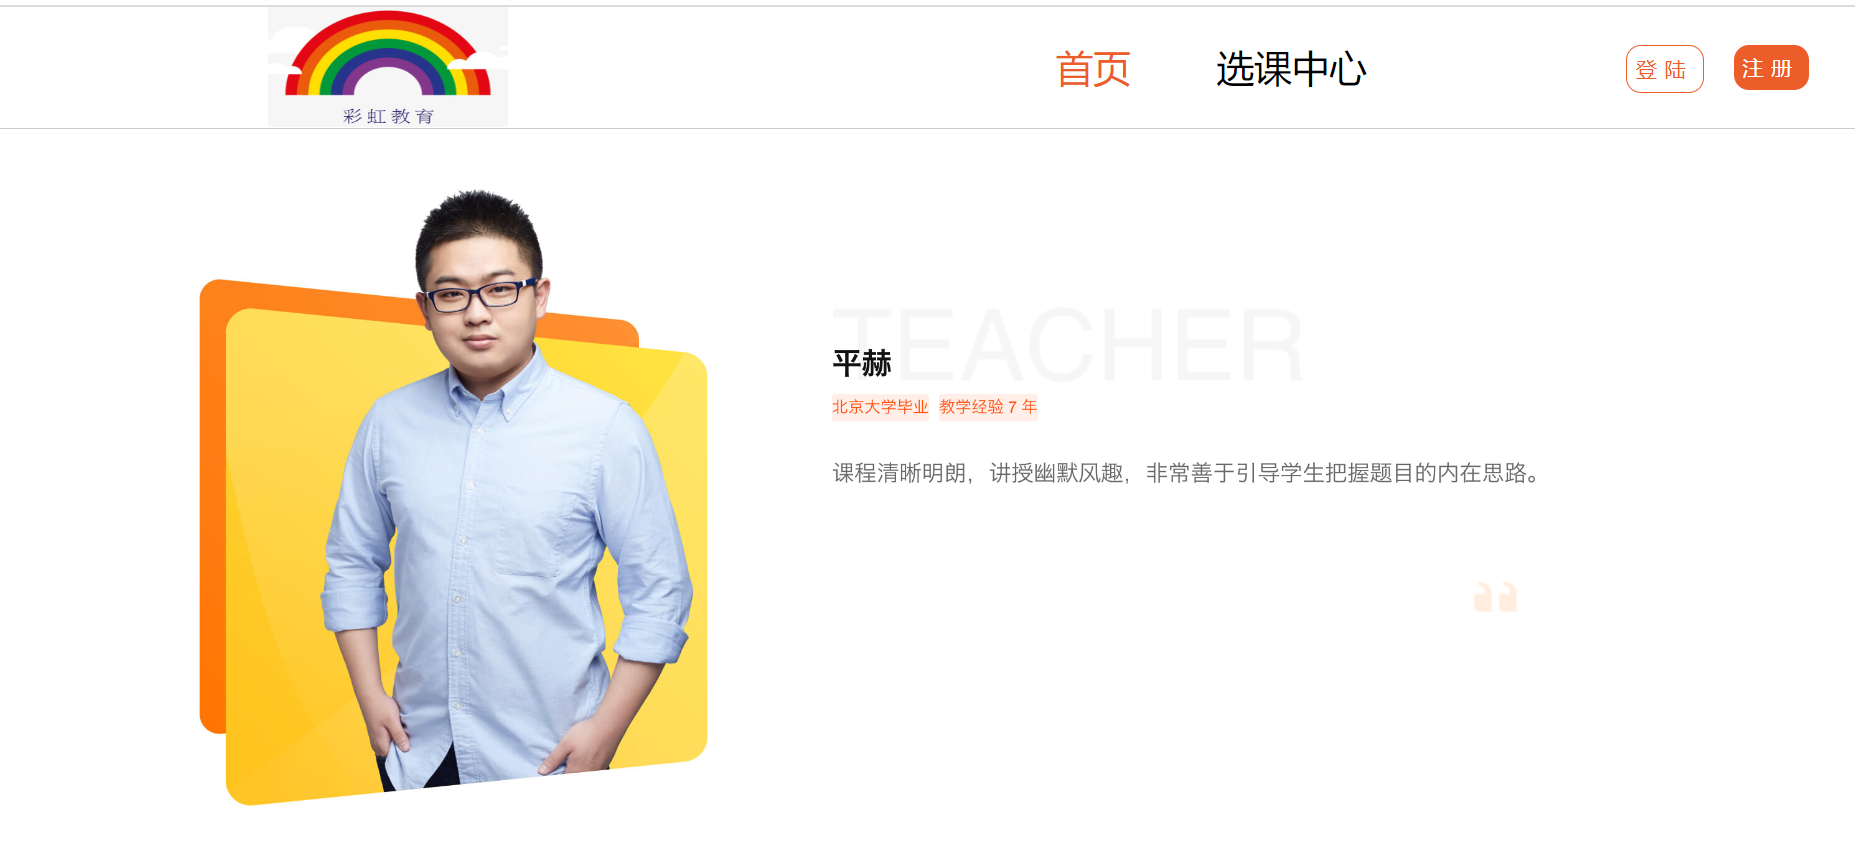 彩虹教育
首页
选课中心
登陆
注册
TEACHER
平赫
北京大学毕业 教学经验 7 年
课程清晰明朗，讲授幽默风趣，非常善于引导学生把握题目的内在思路。